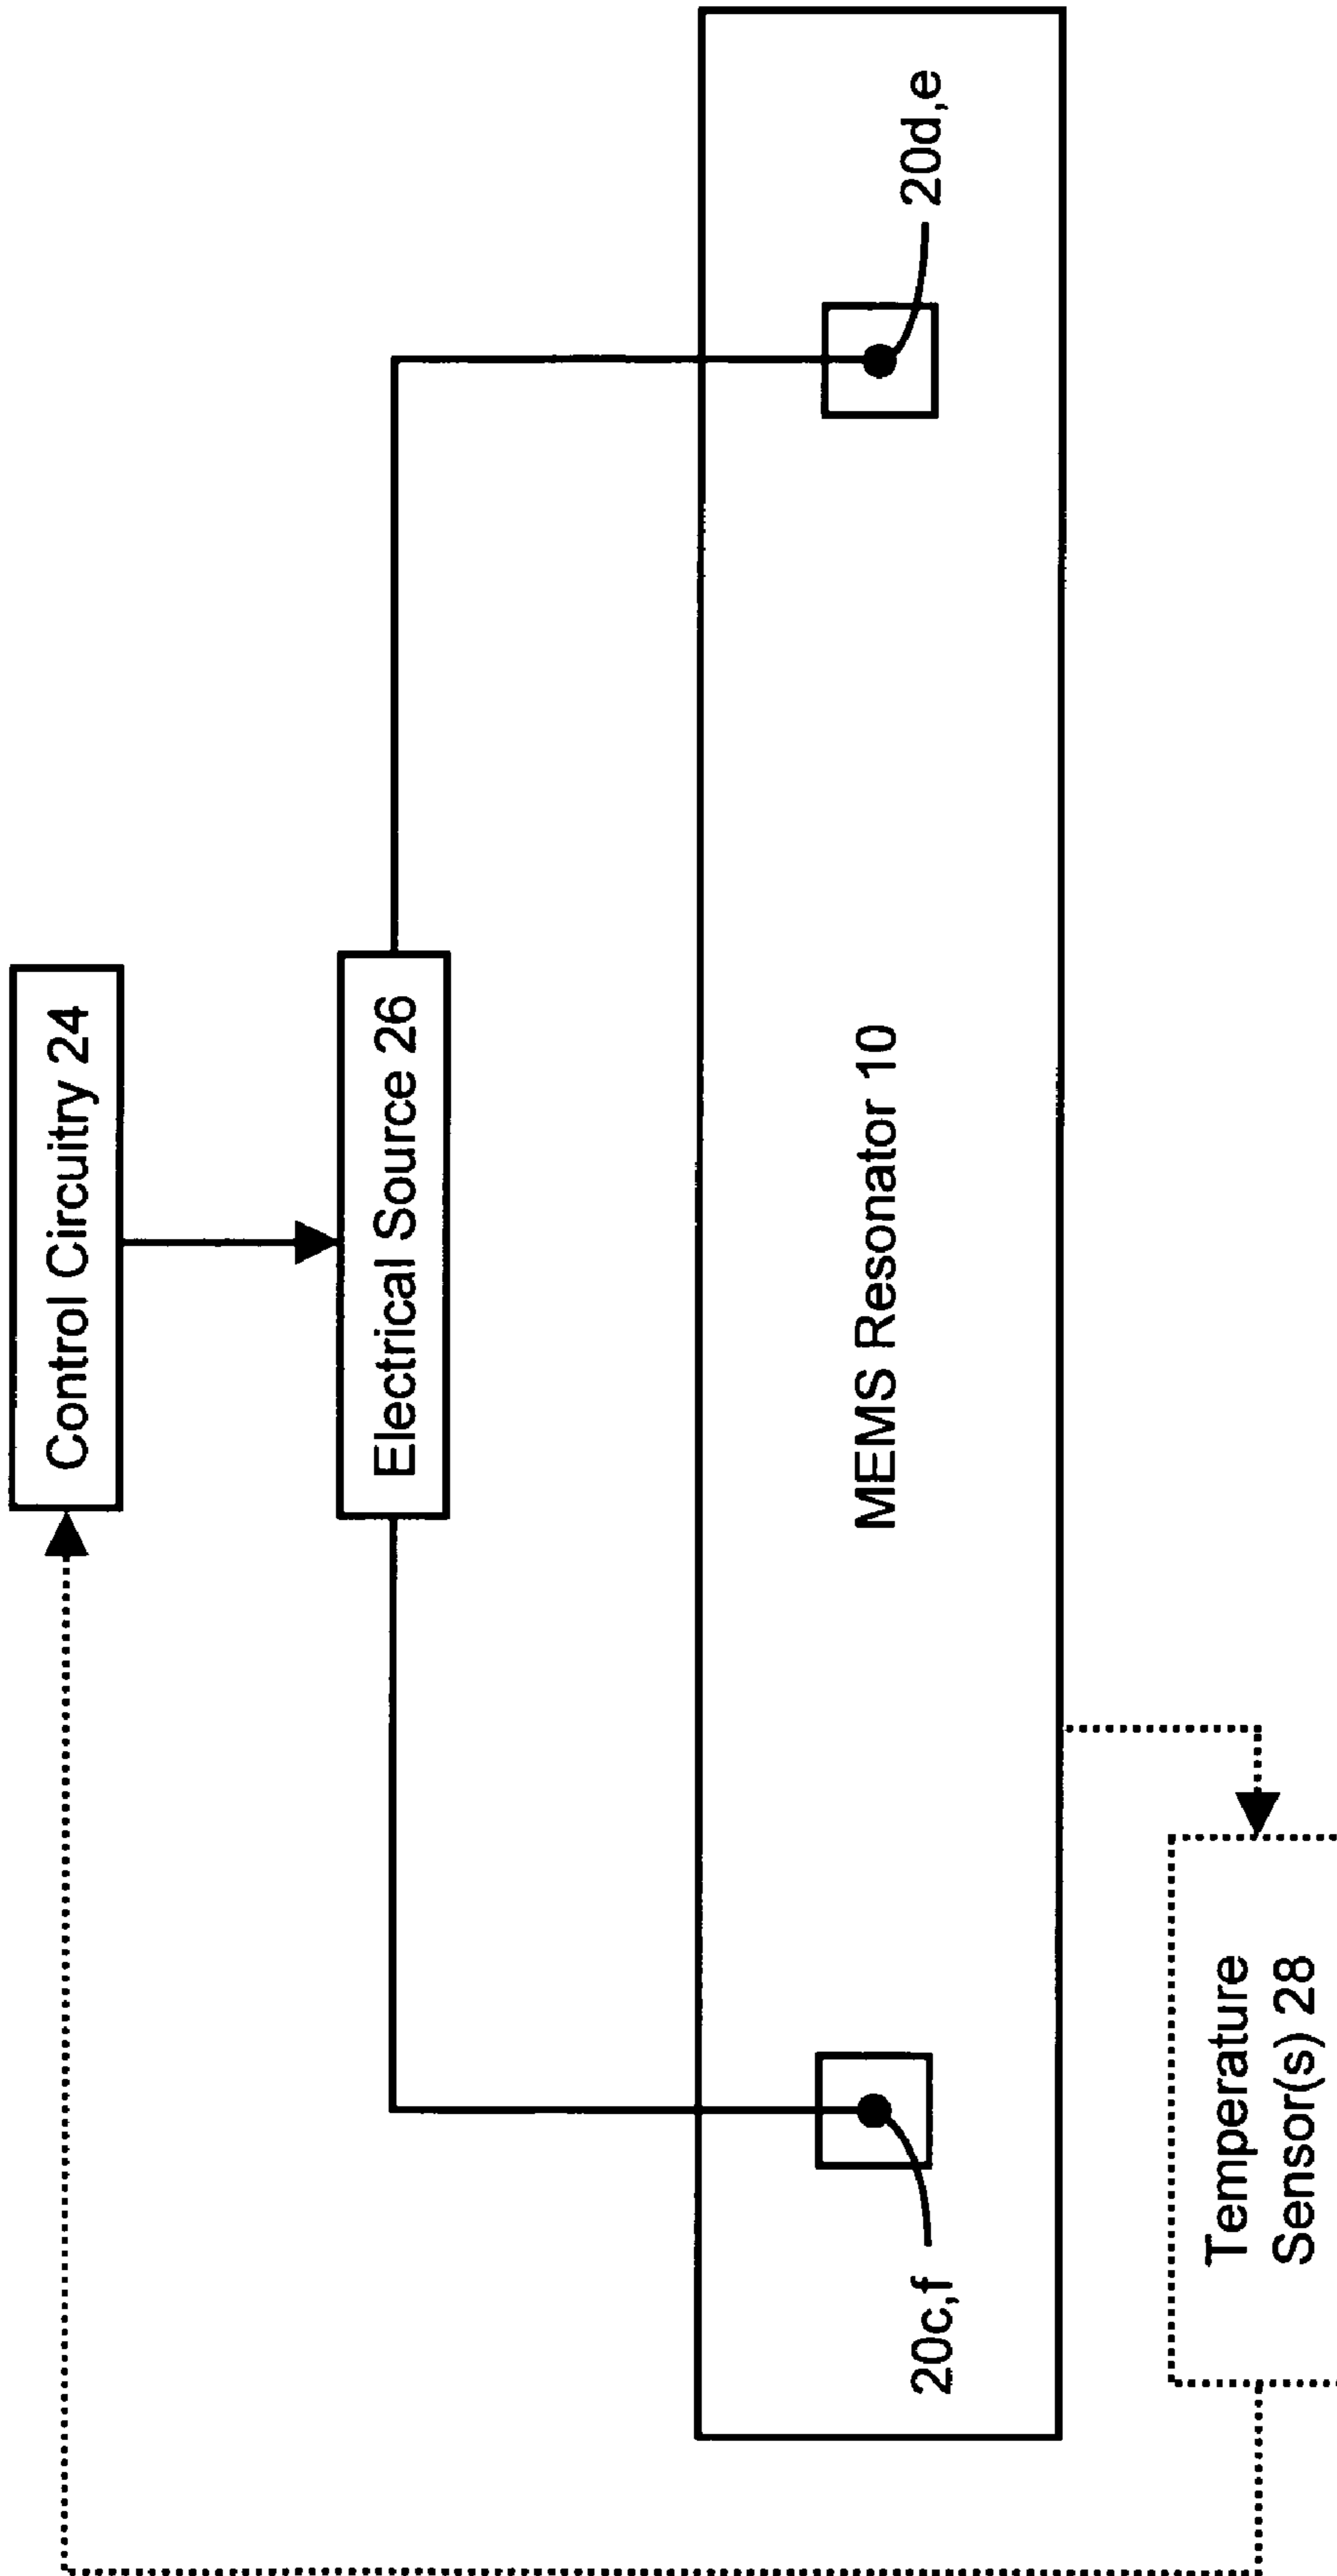 Control Circuitry 24
Electrical Source 26
20d,e
MEMS Resonator 10
20c,f
Temperature
Sensor(s) 28